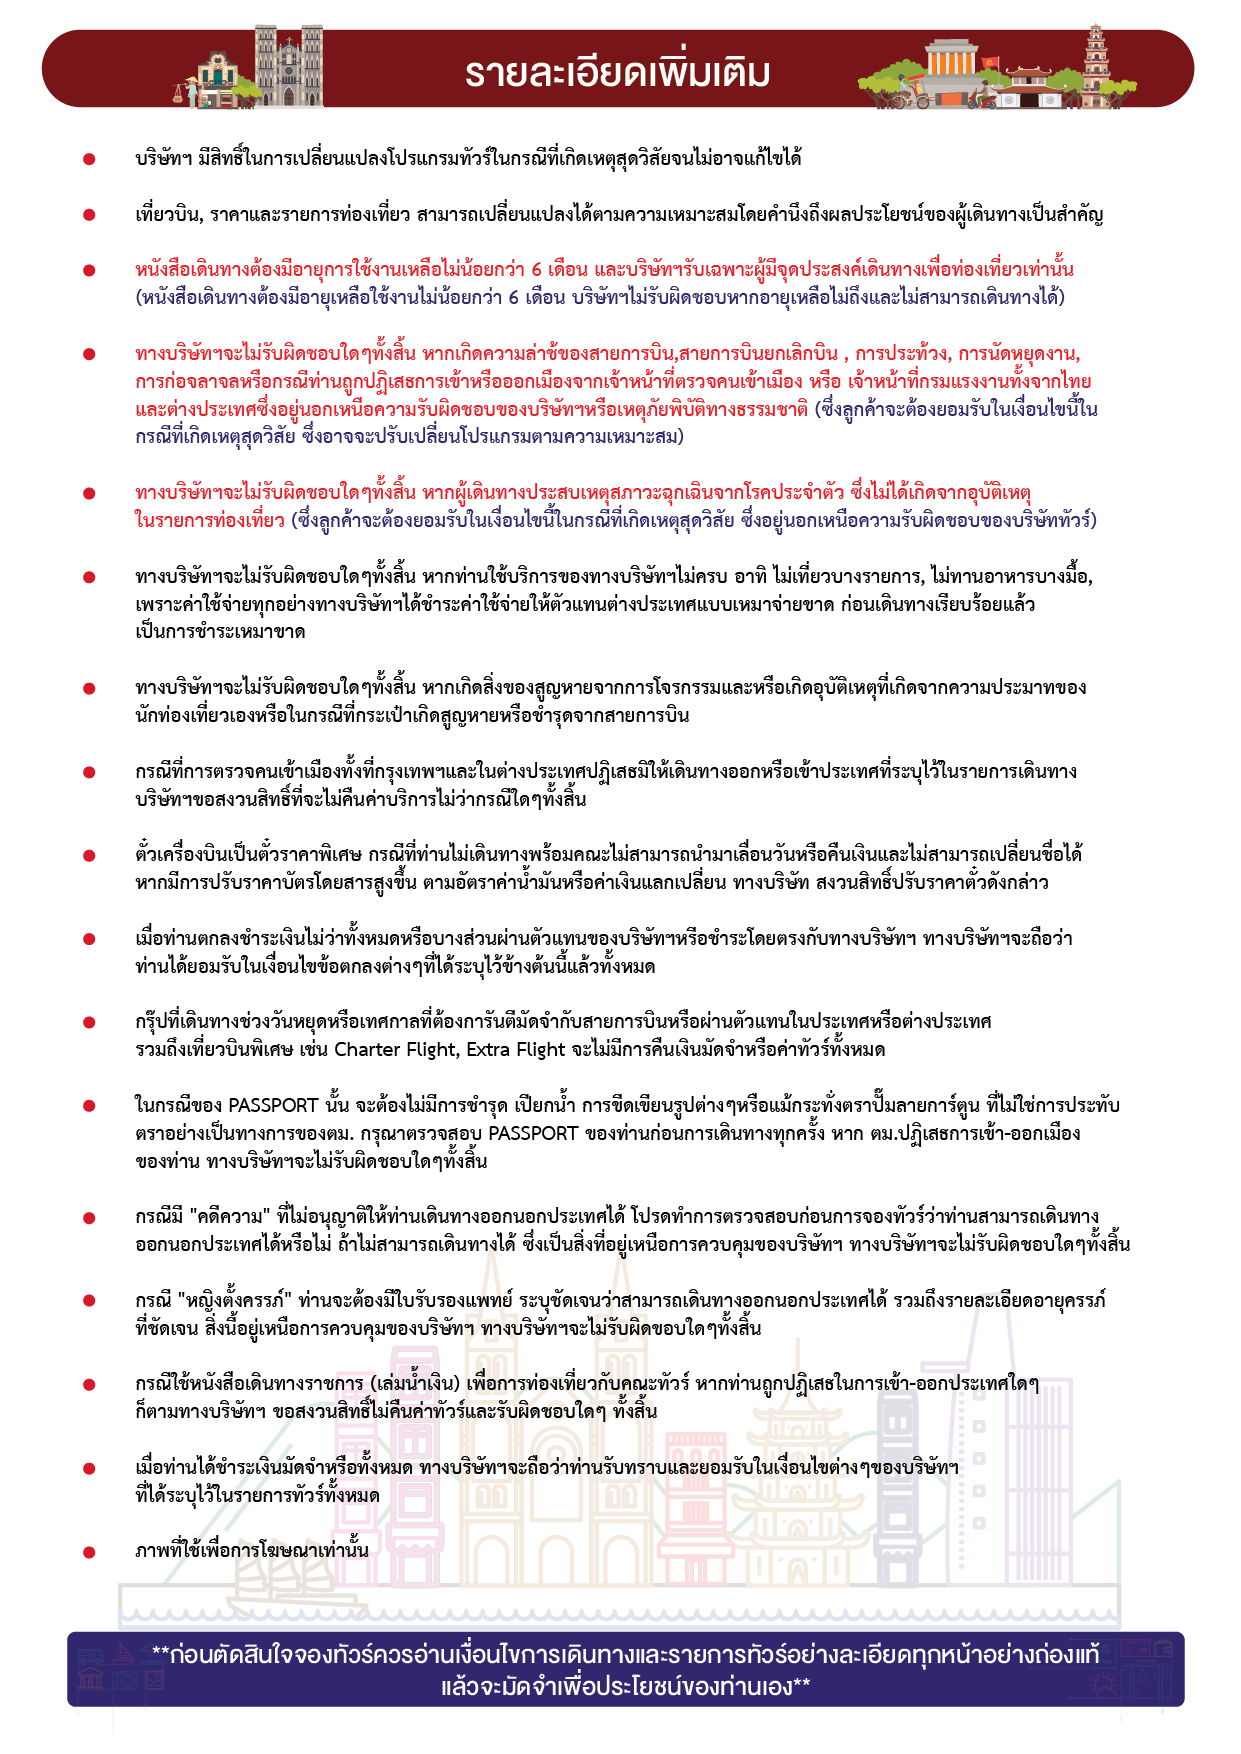 รายละเอียดเพิ่มเติม
บริษัทฯ มีสิทธิ์ในการเปลี่ยนแปลงโปรแกรมทัวร์ในกรณีที่เกิดเหตุสุดวิสัยจนไม่อาจแก้ไขได้
เที่ยวบิน, ราคาและรายการท่องเที่ยว สามารถเปลี่ยนแปลงได้ตามความเหมาะสมโดยคำนึงถึงผลประโยชน์ของผู้เดินทางเป็นสำคัญ
หนังสือเดินทางต้องมีอายุการใช้งานเหลือไม่น้อยกว่า 6 เดือน และบริษัทฯรับเฉพาะผู้มีจุดประสงค์เดินทางเพื่อท่องเที่ยวเท่านั้น
(หนังสือเดินทางต้องมีอายุเหลือใช้งานไม่น้อยกว่า 6 เดือน บริษัทฯไม่รับผิดชอบหากอายุเหลือไม่ถึงและไม่สามารถเดินทางได้)
ทางบริษัทฯจะไม่รับผิดชอบใดๆทั้งสิ้น หากเกิดความล่าช้าของสายการบิน,สายการบินยกเลิกบิน , การประท้วง, การนัดหยุดงาน,
การก่อจลาจลหรือกรณีท่านถูกปฏิเสธการเข้าหรือออกเมืองจากเจ้าหน้าที่ตรวจคนเข้าเมือง หรือ เจ้าหน้าที่กรมแรงงานทั้งจากไทย
และต่างประเทศซึ่งอยู่นอกเหนือความรับผิดชอบของบริษัทฯหรือเหตุภัยพิบัติทางธรรมชาติ (ซึ่งลูกค้าจะต้องยอมรับในเงื่อนไขนี้ใน
กรณีที่เกิดเหตุสุดวิสัย ซึ่งอาจจะปรับเปลี่ยนโปรแกรมตามความเหมาะสม)
ทางบริษัทฯจะไม่รับผิดชอบใดๆทั้งสิ้น หากผู้เดินทางประสบเหตุสภาวะฉุกเฉินจากโรคประจำตัว ซึ่งไม่ได้เกิดจากอุบัติเหตุ
ในรายการท่องเที่ยว (ซึ่งลูกค้าจะต้องยอมรับในเงื่อนไขนี้ในกรณีที่เกิดเหตุสุดวิสัย ซึ่งอยู่นอกเหนือความรับผิดชอบของบริษัททัวร์)
ทางบริษัทฯจะไม่รับผิดชอบใดๆทั้งสิ้น หากท่านใช้บริการของทางบริษัทฯไม่ครบ อาทิ ไม่เที่ยวบางรายการ, ไม่ทานอาหารบางมื้อ,
เพราะค่าใช้จ่ายทุกอย่างทางบริษัทฯได้ชำระค่าใช้จ่ายให้ตัวแทนต่างประเทศแบบเหมาจ่ายขาด ก่อนเดินทางเรียบร้อยแล้ว
เป็นการชำระเหมาขาด
ทางบริษัทฯจะไม่รับผิดชอบใดๆทั้งสิ้น หากเกิดสิ่งของสูญหายจากการโจรกรรมและหรือเกิดอุบัติเหตุที่เกิดจากความประมาทของ
นักท่องเที่ยวเองหรือในกรณีที่กระเป๋าเกิดสูญหายหรือชำรุดจากสายการบิน
กรณีที่การตรวจคนเข้าเมืองทั้งที่กรุงเทพฯและในต่างประเทศปฏิเสธมิให้เดินทางออกหรือเข้าประเทศที่ระบุไว้ในรายการเดินทาง
บริษัทฯขอสงวนสิทธิ์ที่จะไม่คืนค่าบริการไม่ว่ากรณีใดๆทั้งสิ้น
ตั๋วเครื่องบินเป็นตั๋วราคาพิเศษ กรณีที่ท่านไม่เดินทางพร้อมคณะไม่สามารถนำมาเลื่อนวันหรือคืนเงินและไม่สามารถเปลี่ยนชื่อได้
หากมีการปรับราคาบัตรโดยสารสูงขึ้น ตามอัตราค่าน้ำมันหรือค่าเงินแลกเปลี่ยน ทางบริษัท สงวนสิทธิ์ปรับราคาตั๋วดังกล่าว
เมื่อท่านตกลงชำระเงินไม่ว่าทั้งหมดหรือบางส่วนผ่านตัวแทนของบริษัทฯหรือชำระโดยตรงกับทางบริษัทฯ ทางบริษัทฯจะถือว่า
ท่านได้ยอมรับในเงื่อนไขข้อตกลงต่างๆที่ได้ระบุไว้ข้างต้นนี้แล้วทั้งหมด
กรุ๊ปที่เดินทางช่วงวันหยุดหรือเทศกาลที่ต้องการันตีมัดจำกับสายการบินหรือผ่านตัวแทนในประเทศหรือต่างประเทศ
รวมถึงเที่ยวบินพิเศษ เช่น Charter Flight, Extra Flight จะไม่มีการคืนเงินมัดจำหรือค่าทัวร์ทั้งหมด
ในกรณีของ PASSPORT นั้น จะต้องไม่มีการชำรุด เปียกน้ำ การขีดเขียนรูปต่างๆหรือแม้กระทั่งตราปั๊มลายการ์ตูน ที่ไม่ใช่การประทับ
ตราอย่างเป็นทางการของตม. กรุณาตรวจสอบ PASSPORT ของท่านก่อนการเดินทางทุกครั้ง หาก ตม.ปฏิเสธการเข้า-ออกเมือง
ของท่าน ทางบริษัทฯจะไม่รับผิดชอบใดๆทั้งสิ้น
กรณีมี "คดีความ" ที่ไม่อนุญาติให้ท่านเดินทางออกนอกประเทศได้ โปรดทำการตรวจสอบก่อนการจองทัวร์ว่าท่านสามารถเดินทาง
ออกนอกประเทศได้หรือไม่ ถ้าไม่สามารถเดินทางได้ ซึ่งเป็นสิ่งที่อยู่เหนือการควบคุมของบริษัทฯ ทางบริษัทฯจะไม่รับผิดชอบใดๆทั้งสิ้น
กรณี "หญิงตั้งครรภ์" ท่านจะต้องมีใบรับรองแพทย์ ระบุชัดเจนว่าสามารถเดินทางออกนอกประเทศได้ รวมถึงรายละเอียดอายุครรภ์
ที่ชัดเจน สิ่งนี้อยู่เหนือการควบคุมของบริษัทฯ ทางบริษัทฯจะไม่รับผิดขอบใดๆทั้งสิ้น
กรณีใช้หนังสือเดินทางราชการ (เล่มน้ำเงิน) เพื่อการท่องเที่ยวกับคณะทัวร์ หากท่านถูกปฏิเสธในการเข้า-ออกประเทศใดๆ
ก็ตามทางบริษัทฯ ขอสงวนสิทธิ์ไม่คืนค่าทัวร์และรับผิดชอบใดๆ ทั้งสิ้น
เมื่อท่านได้ชำระเงินมัดจำหรือทั้งหมด ทางบริษัทฯจะถือว่าท่านรับทราบและยอมรับในเงื่อนไขต่างๆของบริษัทฯ
ที่ได้ระบุไว้ในรายการทัวร์ทั้งหมด
ภาพที่ใช้เพื่อการโฆษณาเท่านั้น
**ก่อนตัดสินใจจองทัวร์ควรอ่านเงื่อนไขการเดินทางและรายการทัวร์อย่างละเอียดทุกหน้าอย่างถ่องแท้
แล้วจะมัดจำเพื่อประโยชน์ของท่านเอง**